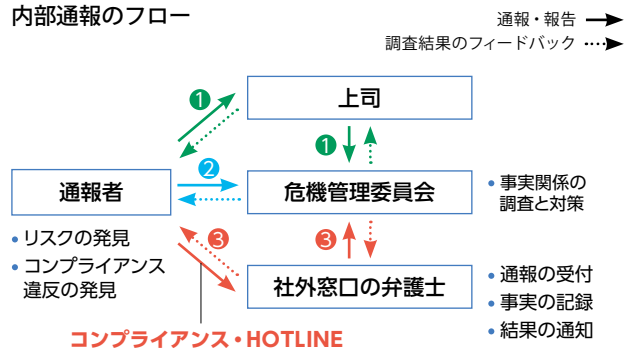 内部通報のフロー
通報・報告
調査結果のフィードバック
1
上司
1
2
通報者
危機管理委員会
• 事実関係の
調査と対策
• リスクの発見
• コンプライアンス
違反の発見
3
3
社外窓口の弁護士
• 通報の受付
• 事実の記録
• 結果の通知
コンプライアンス・HOTLINE